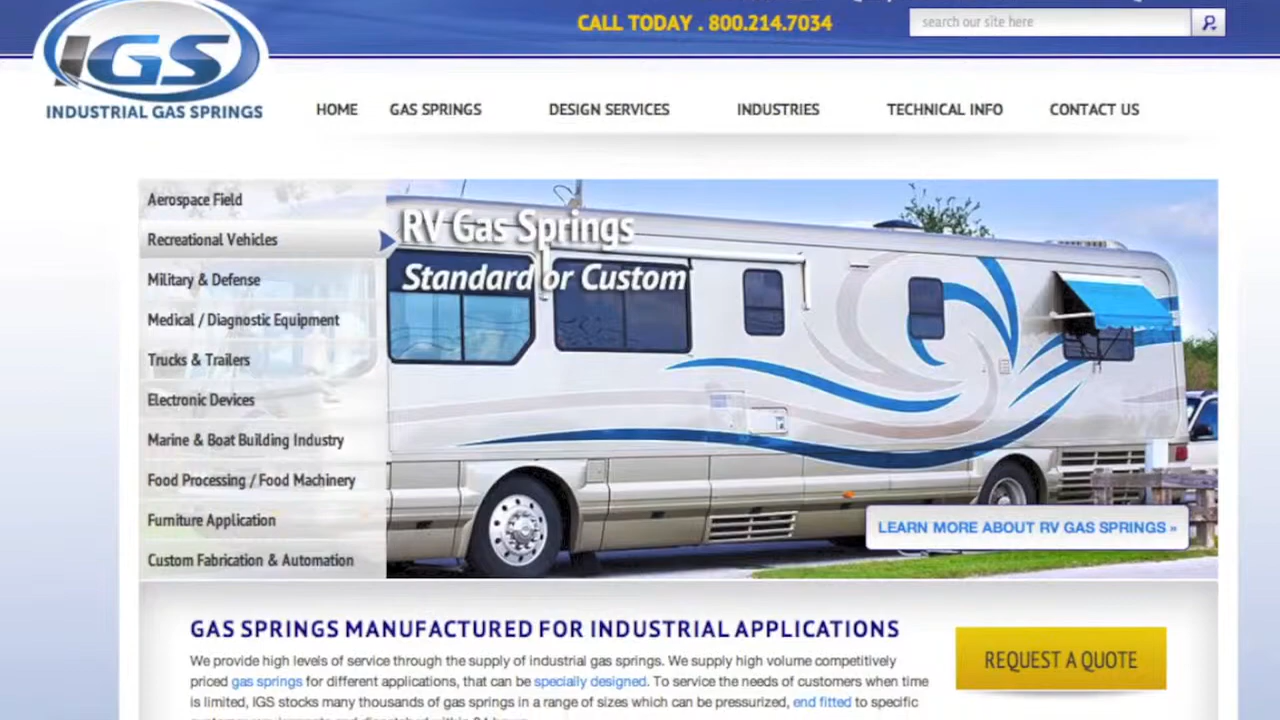 CALL TODAY . 800.214.7034
search our site here
IGS
INDUSTRIAL GAS SPRINGS
HOME GAS SPRINGS DESIGN SERVICES INDUSTRIES TECHNICAL INFO CONTACT US
Aerospace Field
Recreational Vehicles
Military & Defense
Medical / Diagnostic Equipment
Trucks & Trailers
Electronic Devices
Marine & Boat Building Industry
Food Processing / Food Machinery
Furniture Application
Custom Fabrication & Automation
RV Gas Springs
Standard or Custom
LEARN MORE ABOUT RV GAS SPRINGS »
GAS SPRINGS MANUFACTURED FOR INDUSTRIAL APPLICATIONS
We provide high levels of service through the supply of industrial gas springs. We supply high volume competitively
priced gas springs for different applications, that can be specially designed. To service the needs of customers when time
is limited, IGS stocks many thousands of gas springs in a range of sizes which can be pressurized, end fitted to specific
REQUEST A QUOTE